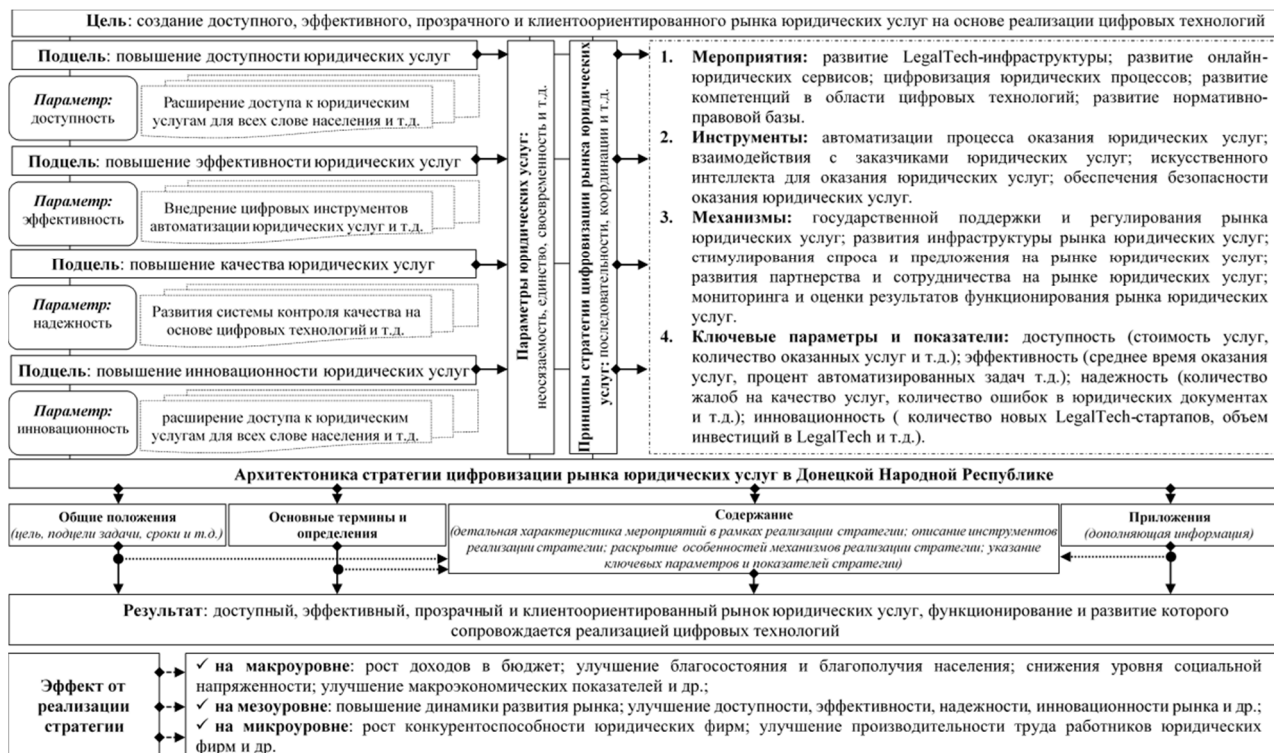 Цель: создание доступного, эффективного, прозрачного и клиентоориентированного рынка юридических услуг на основе реализации цифровых технологий
Подцель: повышение доступности юридических услуг
Параметр:
доступность
Расширение доступа к юридическим
услугам для всех слове населения и т.д.
Подцель: повышение эффективности юридических услуг
Параметр:
эффективность
Внедрение цифровых инструментов
автоматизации юридических услуг и т.д.
Подцель: повышение качества юридических услуг
Параметр:
надежность
Развития системы контроля качества на
основе цифровых технологий и т.д.
Подцель: повышение инновационности юридических услуг
Параметр:
инновационность
расширение доступа к юридическим
услугам для всех слове населения и т.д.
Параметры юридических услуг:
неосязаемость, единство, своевременность и т.д.
Принципы стратегии цифровизации рынка юридических
услуг: последовательности, координации и т.д.
1. Мероприятия: развитие LegalTech-инфраструктуры; развитие онлайн-
юридических сервисов; цифровизация юридических процессов; развитие
компетенций в области цифровых технологий; развитие нормативно-
правовой базы.
2. Инструменты: автоматизации процесса оказания юридических услуг;
взаимодействия с заказчиками юридических услуг; искусственного
интеллекта для оказания юридических услуг; обеспечения безопасности
оказания юридических услуг.
3. Механизмы: государственной поддержки и регулирования рынка
юридических услуг; развития инфраструктуры рынка юридических услуг;
стимулирования спроса и предложения на рынке юридических услуг;
развития партнерства и сотрудничества на рынке юридических услуг;
мониторинга и оценки результатов функционирования рынка юридических
услуг.
4. Ключевые параметры и показатели: доступность (стоимость услуг,
количество оказанных услуг и т.д.); эффективность (среднее время оказания
услуг, процент автоматизированных задач т.д.); надежность (количество
жалоб на качество услуг, количество ошибок в юридических документах
и т.д.); инновационность ( количество новых LegalTech-стартапов, объем
инвестиций в LegalTech и т.д.).
Архитектоника стратегии цифровизации рынка юридических услуг в Донецкой Народной Республике
Общие положения
(цель, подцели задачи, сроки и т.д.)
Основные термины и
определения
Содержание
(детальная характеристика мероприятий в рамках реализации стратегии; описание инструментов
реализации стратегии; раскрытие особенностей механизмов реализации стратегии; указание
ключевых параметров и показателей стратегии)
Приложения
(дополняющая информация)
Результат: доступный, эффективный, прозрачный и клиентоориентированный рынок юридических услуг, функционирование и развитие которого
сопровождается реализацией цифровых технологий
Эффект от
реализации
стратегии
✓ на макроуровне: рост доходов в бюджет; улучшение благосостояния и благополучия населения; снижения уровня социальной
напряженности; улучшение макроэкономических показателей и др.;
✓ на мезоуровне: повышение динамики развития рынка; улучшение доступности, эффективности, надежности, инновационности рынка и др.;
✓ на микроуровне: рост конкурентоспособности юридических фирм; улучшение производительности труда работников юридических
фирм и др.